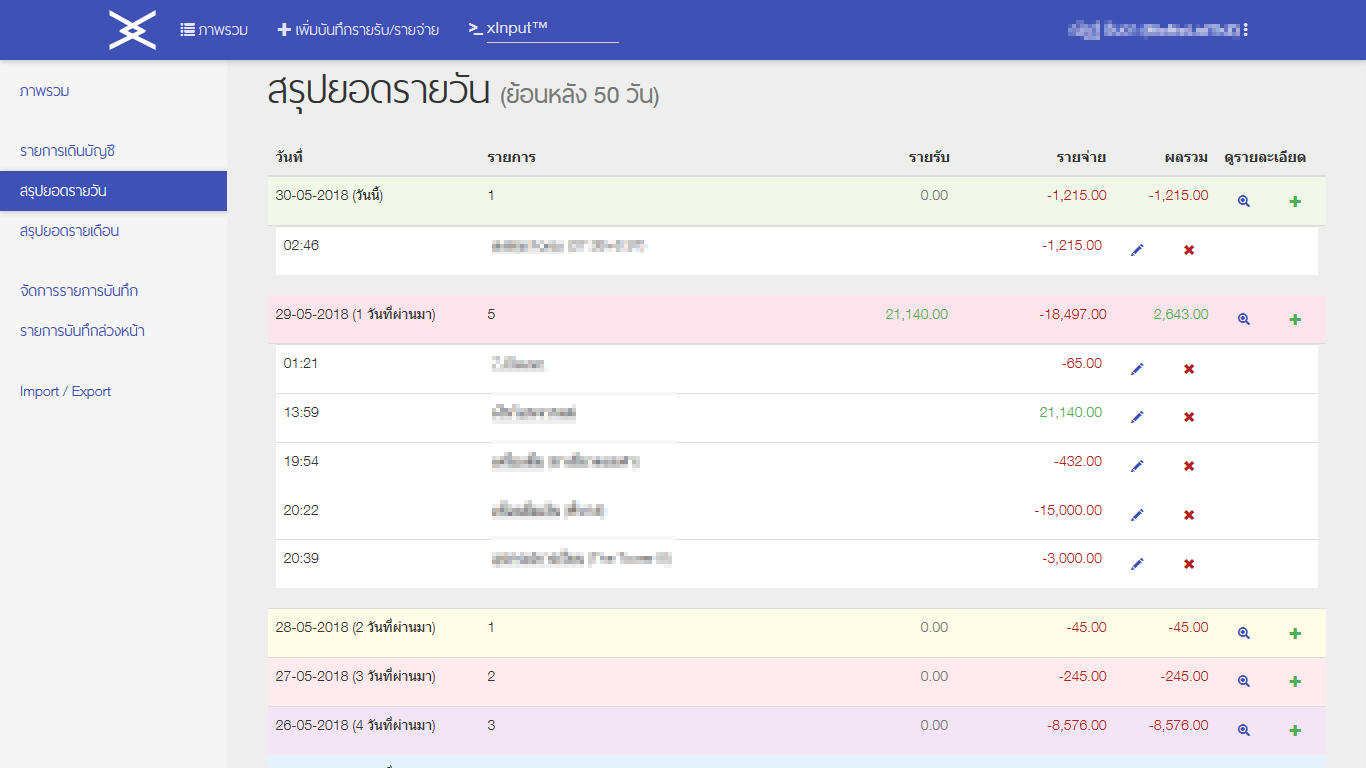 ภาพรวม เพิ่มบันทึกรายรับ/รายจ่าย xInput™
ภาพรวม
รายการเดินบัญชี
สรุปยอดรายวัน
สรุปยอดรายเดือน
จัดการรายการบันทึก
รายการบันทึกล่วงหน้า
Import / Export
สรุปยอดรายวัน (ย้อนหลัง 50 วัน)
วันที่ รายการ รายรับ รายจ่าย ผลรวม ดูรายละเอียด
30-05-2018 (วันนี้) 1 0.00 -1,215.00 -1,215.00
02:46 -1,215.00
29-05-2018 (1 วันที่ผ่านมา) 5 21,140.00 -18,497.00 2,643.00
01:21 -65.00
13:59 21,140.00
19:54 -432.00
20:22 -15,000.00
20:39 -3,000.00
28-05-2018 (2 วันที่ผ่านมา) 1 0.00 -45.00 -45.00
27-05-2018 (3 วันที่ผ่านมา) 2 0.00 -245.00 -245.00
26-05-2018 (4 วันที่ผ่านมา) 3 0.00 -8,576.00 -8,576.00